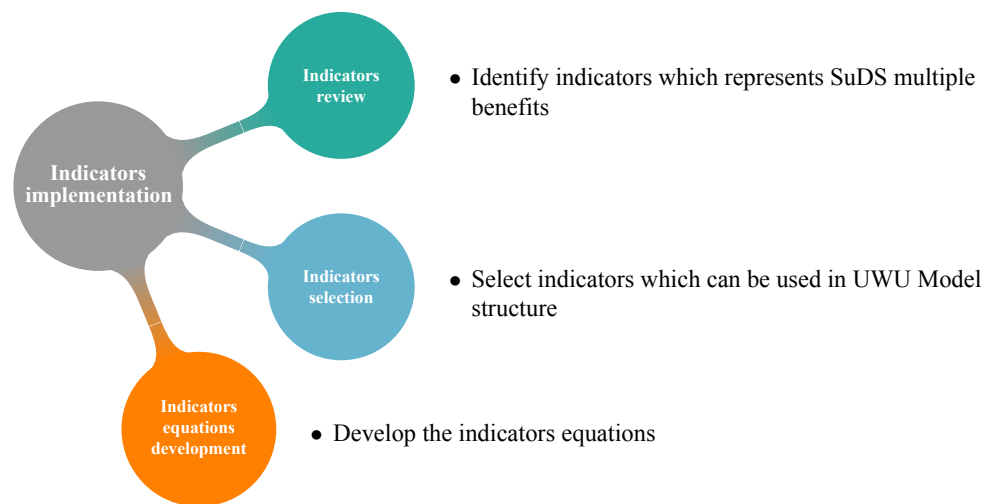 Indicators
implementation
Indicators
review
• Identify indicators which represents SuDS multiple
benefits
Indicators
selection
• Select indicators which can be used in UWU Model
structure
Indicators
equations
development
• Develop the indicators equations